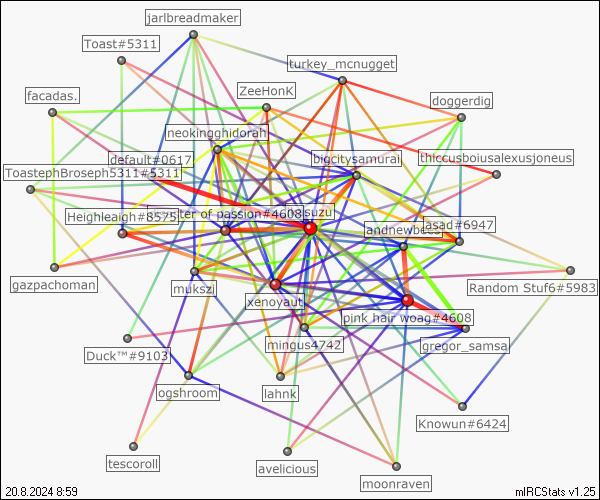 jarlbreadmaker
Toast#5311
turkey_mcnugget
ZeeHonK
facadas.
doggerdig
neokingghidorah
default#0617
bigcitysamurai
thiccusboiusalexusjoneus
ToastephBroseph5311#5311
Heighleaigh#8575
ter of passion#4608
suzu
andnewbees
asad#6947
gazpachoman
mukszi
xenoyaut
Random Stuf6#5983
pink hair woag#4608
mingus4742
gregor_samsa
Duck™#9103
ogshroom
lahnk
Knowun#6424
tescoroll
avelicious
moonraven
20.8.2024 8:59
mIRCStats v1.25